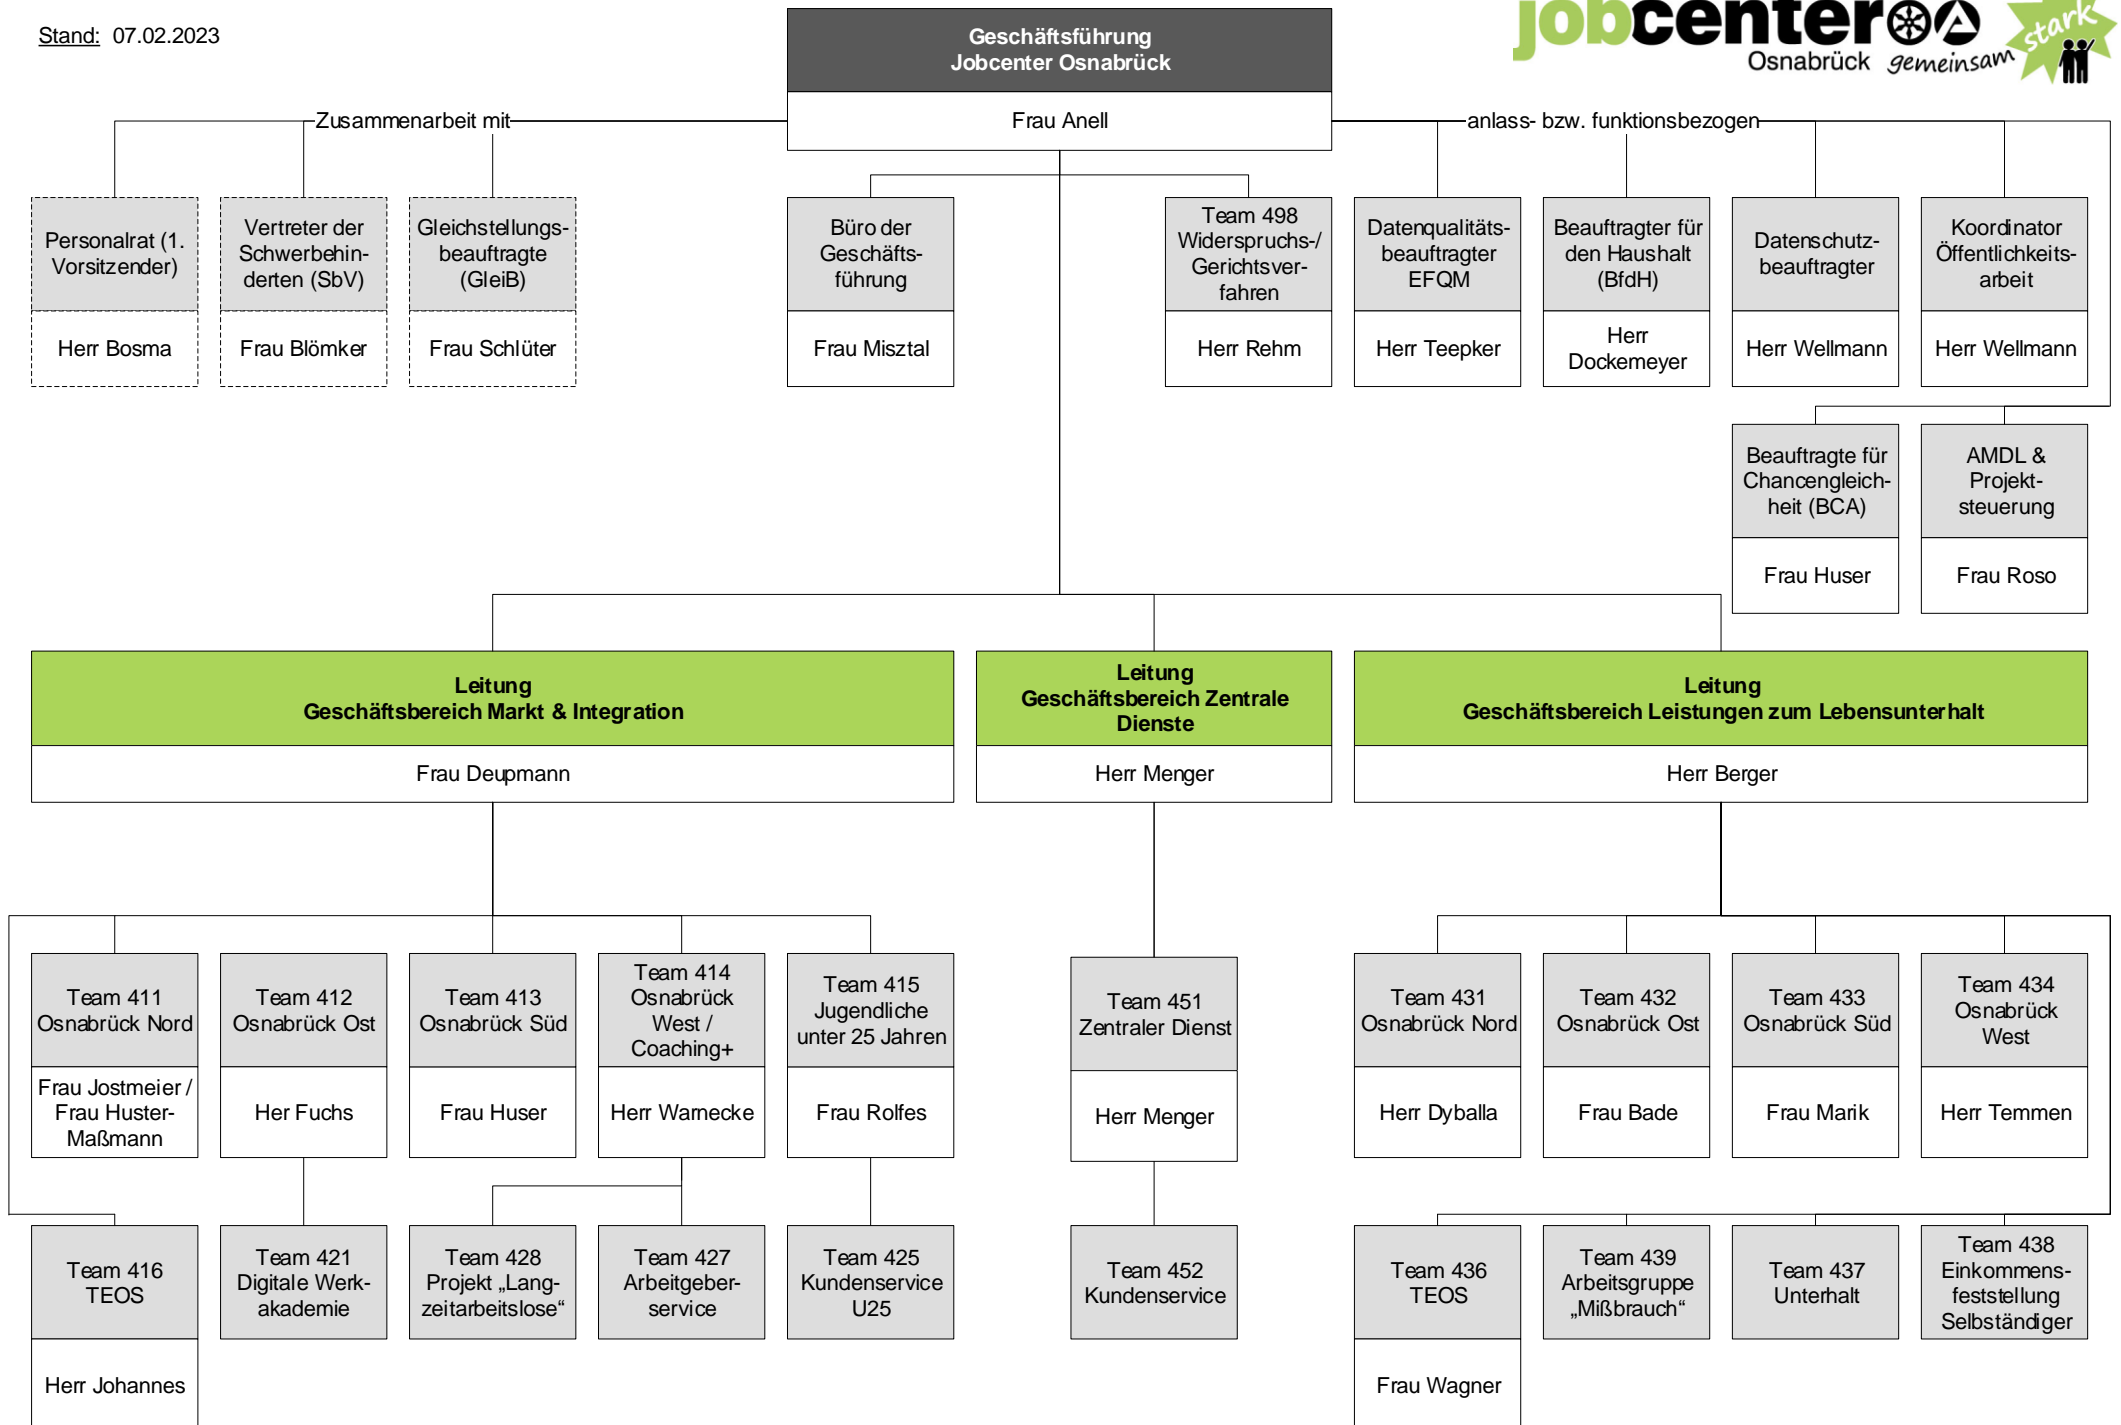 Stand: 07.02.2023
Geschäftsführung
Jobcenter Osnabrück
Frau Anell
jobcenter
Osnabrück
gemeinsam
stark
Zusammenarbeit mit
anlass- bzw. funktionsbezogen
Personalrat (1.
Vorsitzender)
Herr Bosma
Vertreter der
Schwerbehin-
derten (SbV)
Frau Blömker
Gleichstellungs-
beauftragte
(GleiB)
Frau Schlüter
Büro der
Geschäfts-
führung
Frau Misztal
Team 498
Widerspruchs-/
Gerichtsver-
fahren
Herr Rehm
Datenqualitäts-
beauftragter
EFQM
Herr Teepker
Beauftragter für
den Haushalt
(BfdH)
Herr
Dockemeyer
Datenschutz-
beauftragter
Herr Wellmann
Koordinator
Öffentlichkeits-
arbeit
Herr Wellmann
Beauftragte für
Chancengleich-
heit (BCA)
Frau Huser
AMDL &
Projekt-
steuerung
Frau Roso
Leitung
Geschäftsbereich Markt & Integration
Frau Deupmann
Leitung
Geschäftsbereich Zentrale
Dienste
Herr Menger
Leitung
Geschäftsbereich Leistungen zum Lebensunterhalt
Herr Berger
Team 411
Osnabrück Nord
Frau Jostmeier /
Frau Huster-
Maßmann
Team 412
Osnabrück Ost
Her Fuchs
Team 413
Osnabrück Süd
Frau Huser
Team 414
Osnabrück
West /
Coaching+
Herr Warnecke
Team 415
Jugendliche
unter 25 Jahren
Frau Rolfes
Team 451
Zentraler Dienst
Herr Menger
Team 431
Osnabrück Nord
Herr Dyballa
Team 432
Osnabrück Ost
Frau Bade
Team 433
Osnabrück Süd
Frau Marik
Team 434
Osnabrück
West
Herr Temmen
Team 416
TEOS
Herr Johannes
Team 421
Digitale Werk-
akademie
Team 428
Projekt „Lang-
zeitarbeitslose“
Team 427
Arbeitgeber-
service
Team 425
Kundenservice
U25
Team 452
Kundenservice
Team 436
TEOS
Frau Wagner
Team 439
Arbeitsgruppe
„Mißbrauch“
Team 437
Unterhalt
Team 438
Einkommens-
feststellung
Selbständiger